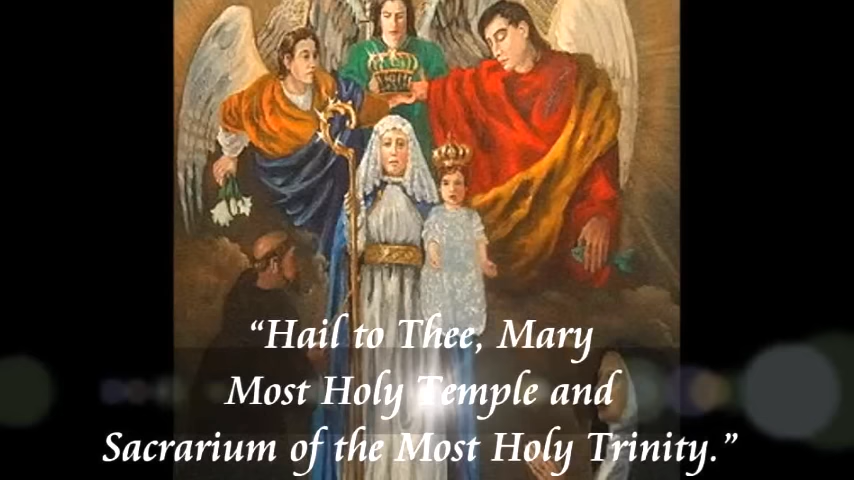 “Hail to Thee, Mary
Most Holy Temple and
Sacrarium of the Most Holy Trinity.”